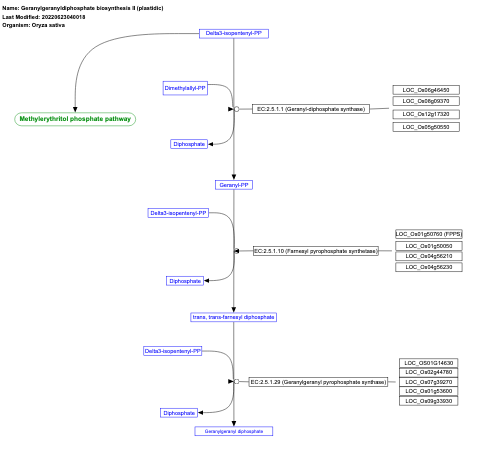 Name: Geranylgeranyldiphosphate biosynthesis II (plastidic)
Last Modified: 20220623040018
Organism: Oryza sativa
Delta3-isopentenyl-PP
Dimethylallyl-PP
LOC_Os06g46450
LOC_Os08g09370
EC:2.5.1.1 (Geranyl-diphosphate synthase)
LOC_Os12g17320
Methylerythritol phosphate pathway
LOC_Os05g50550
Diphosphate
Geranyl-PP
Delta3-isopentenyl-PP
LOC_Os01g50760 (FPPS)
LOC_Os01g50050
EC:2.5.1.10 (Farnesyl pyrophosphate synthetase)
LOC_Os04g56210
LOC_Os04g56230
Diphosphate
trans, trans-farnesyl diphosphate
Delta3-isopentenyl-PP
LOC_OS01G14630
LOC_Os02g44780
EC:2.5.1.29 (Geranylgeranyl pyrophosphate synthase)
LOC_Os07g39270
LOC_Os01g53600
LOC_Os09g33930
Diphosphate
Geranylgeranyl diphosphate